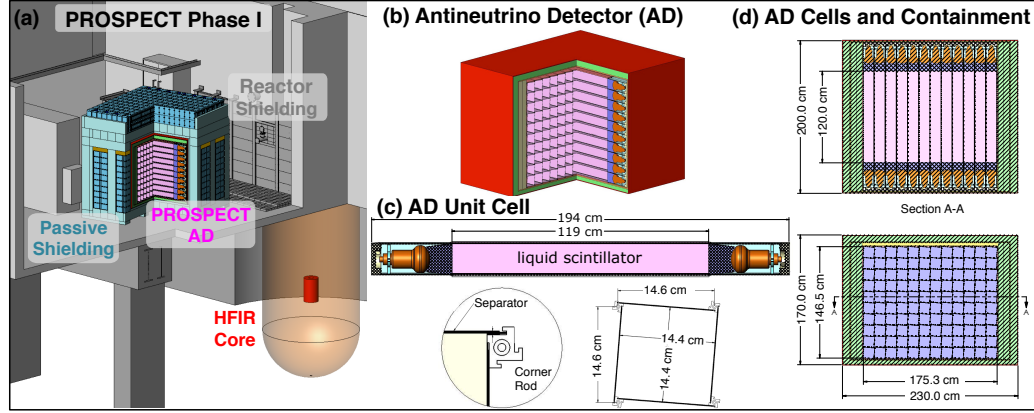 (a) PROSPECT Phase I
Reactor
Shielding
Passive
Shielding
PROSPECT
AD
HFIR
Core
(b) Antineutrino Detector (AD)
(c) AD Unit Cell
194 cm
119 cm
liquid scintillator
Separator
Corner
Rod
14.6 cm
14.6 cm
14.4 cm
14.4 cm
(d) AD Cells and Containment
200.0 cm
120.0 cm
Section A-A
170.0 cm
146.5 cm
A
A
175.3 cm
230.0 cm